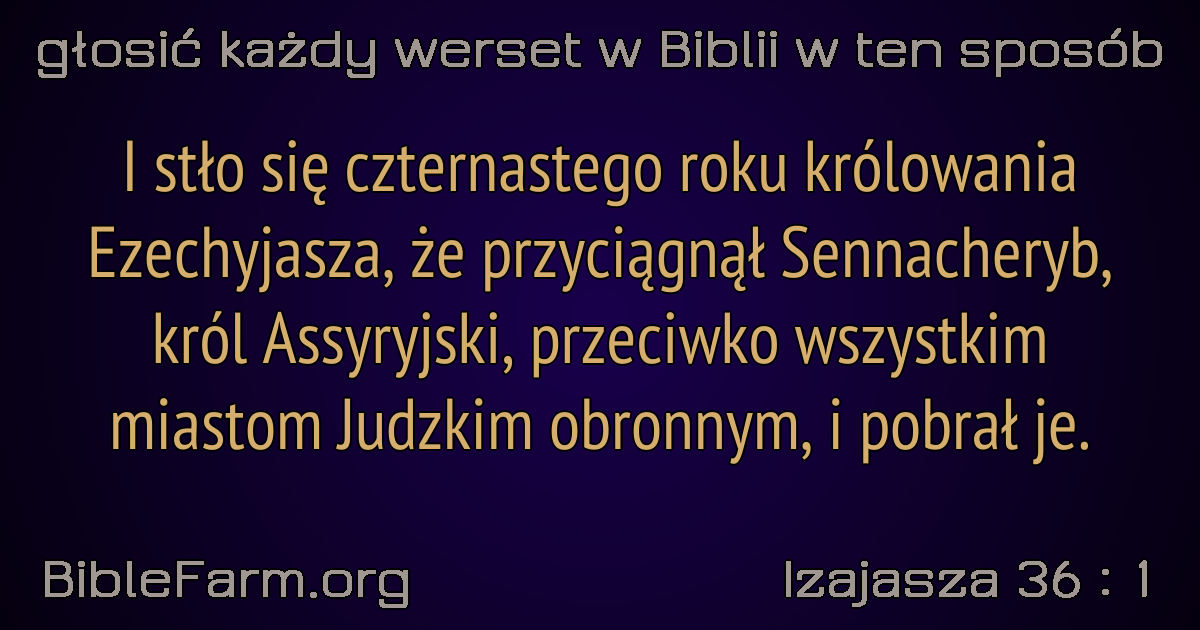 głosić każdy werset w Biblii w ten sposób
I stło się czternastego roku królowania
Ezechyjasza, że przyciągnął Sennacheryb,
król Assyryjski, przeciwko wszystkim
miastom Judzkim obronnym, i pobrał je.
BibleFarm.org
Izajasza 36 : 1